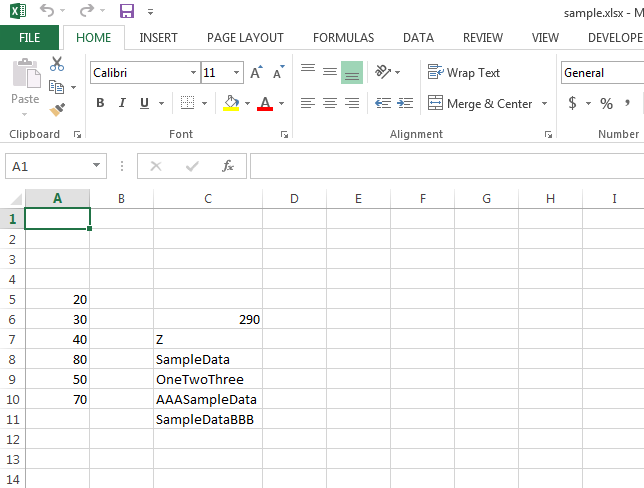 sample.xlsx - M
FILE HOME INSERT PAGE LAYOUT FORMULAS DATA REVIEW VIEW DEVELOPE
Paste
Calibri 11 A A
Wrap Text
General
B I U A
Merge & Center
$ % ,
Clipboard Font Alignment Number
A1 fx
A B C D E F G H I
1
2
3
4
5 20
6 30 290
7 40 Z
8 80 SampleData
9 50 OneTwoThree
10 70 AAASampleData
11 SampleDataBBB
12
13
14